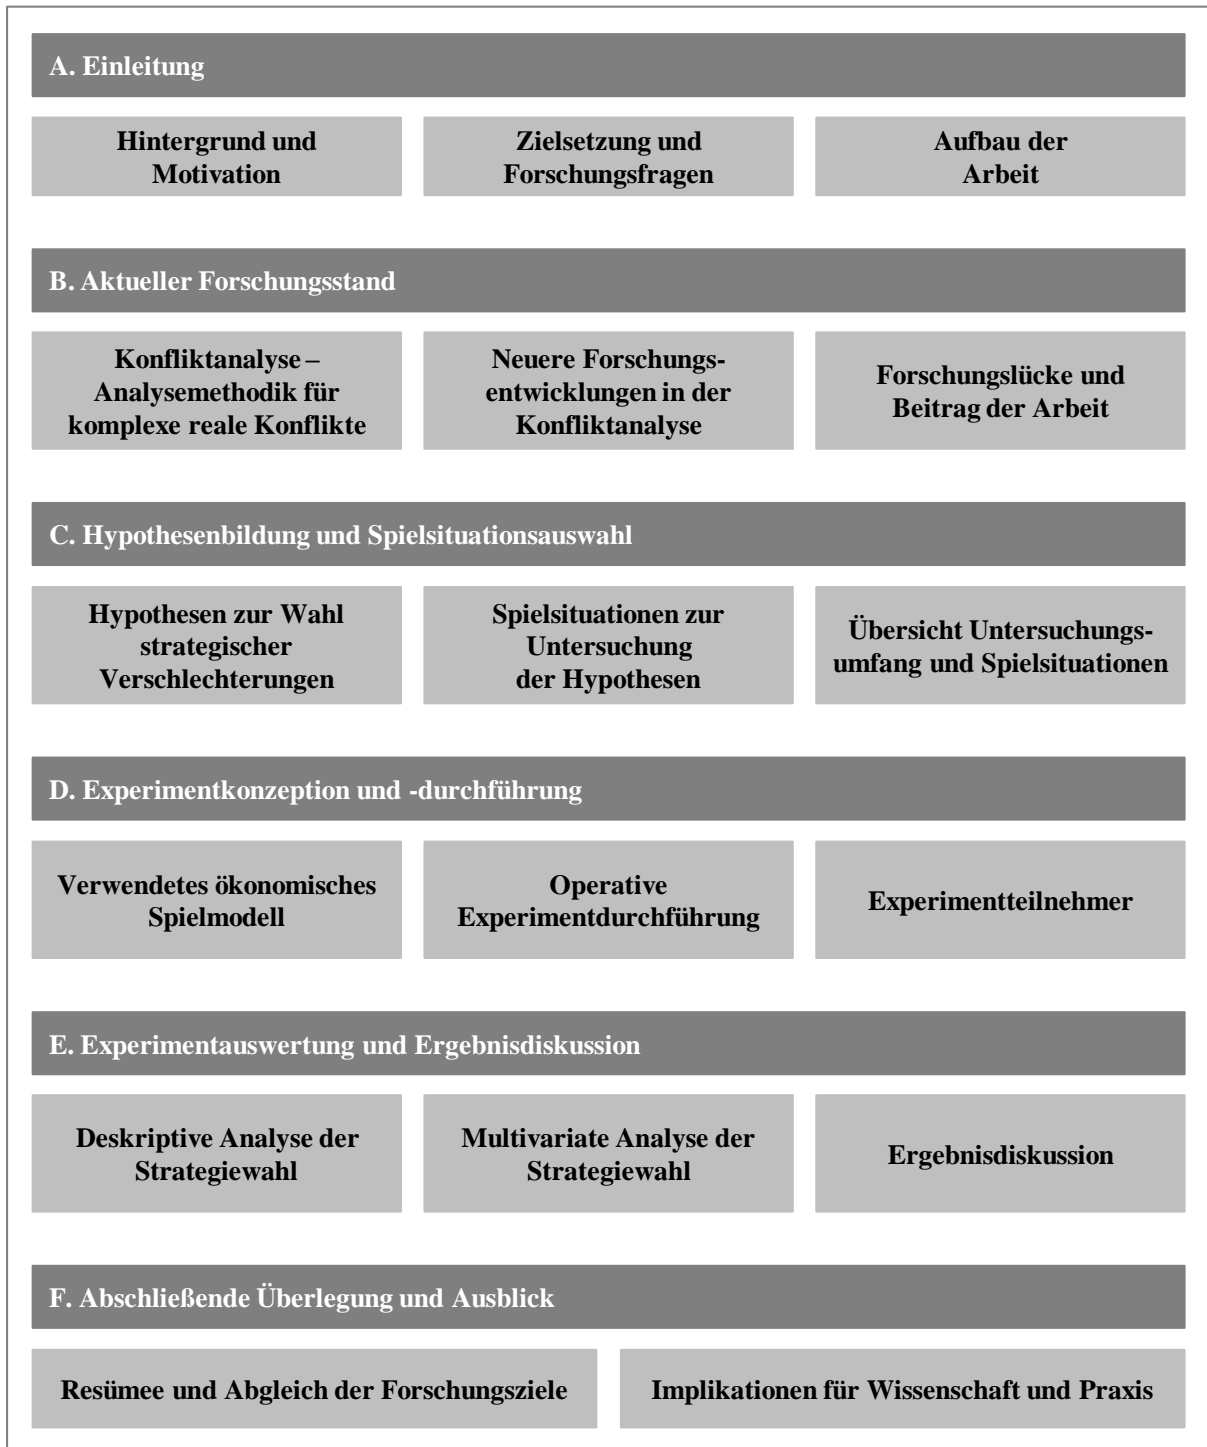 A. Einleitung
Hintergrund und
Motivation
Zielsetzung und
Forschungsfragen
Aufbau der
Arbeit
B. Aktueller Forschungsstand
Konfliktanalyse –
Analysemethodik für
komplexe reale Konflikte
Neuere Forschungs-
entwicklungen in der
Konfliktanalyse
Forschungslücke und
Beitrag der Arbeit
C. Hypothesenbildung und Spielsituationsauswahl
Hypothesen zur Wahl
strategischer
Verschlechterungen
Spielsituationen zur
Untersuchung
der Hypothesen
Übersicht Untersuchungs-
umfang und Spielsituationen
D. Experimentkonzeption und -durchführung
Verwendetes ökonomisches
Spielmodell
Operative
Experimentdurchführung
Experimentteilnehmer
E. Experimentauswertung und Ergebnisdiskussion
Deskriptive Analyse der
Strategiewahl
Multivariate Analyse der
Strategiewahl
Ergebnisdiskussion
F. Abschließende Überlegung und Ausblick
Resümee und Abgleich der Forschungsziele
Implikationen für Wissenschaft und Praxis